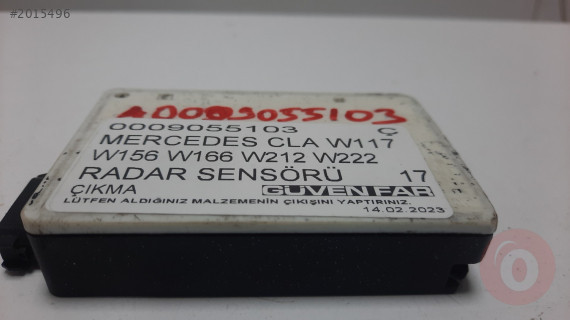 #2015496
A0009055103
0009055103 Ç
MERCEDES CLA W117
W156 W166 W212 W222
RADAR SENSÖRÜ 17
ÇIKMA GÜVEN FAR
LÜTFEN ALDIĞINIZ MALZEMENİN ÇIKIŞINI YAPTIRINIZ.
14.02.2023